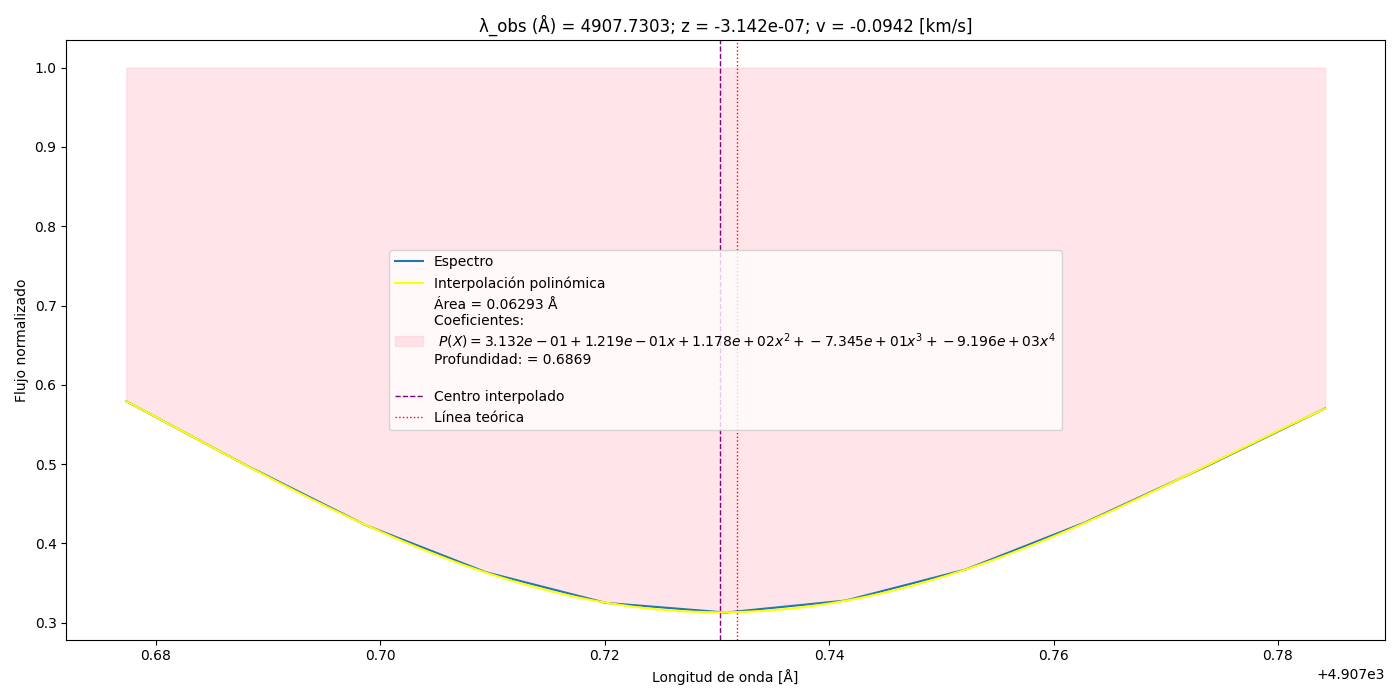 λ_obs (Å) = 4907.7303; z = -3.142e-07; v = -0.0942 [km/s]
Flujo normalizado
1.0
0.9
0.8
0.7
0.6
0.5
0.4
0.3
Espectro
Interpolación polinómica
Área = 0.06293 Å
Coeficientes:
P(X) = 3.132e − 01 + 1.219e − 01x + 1.178e + 02x² + −7.345e + 01x³ + −9.196e + 03x⁴
Profundidad: = 0.6869
Centro interpolado
Línea teórica
0.68 0.70 0.72 0.74 0.76 0.78
+4.907e3
Longitud de onda [Å]